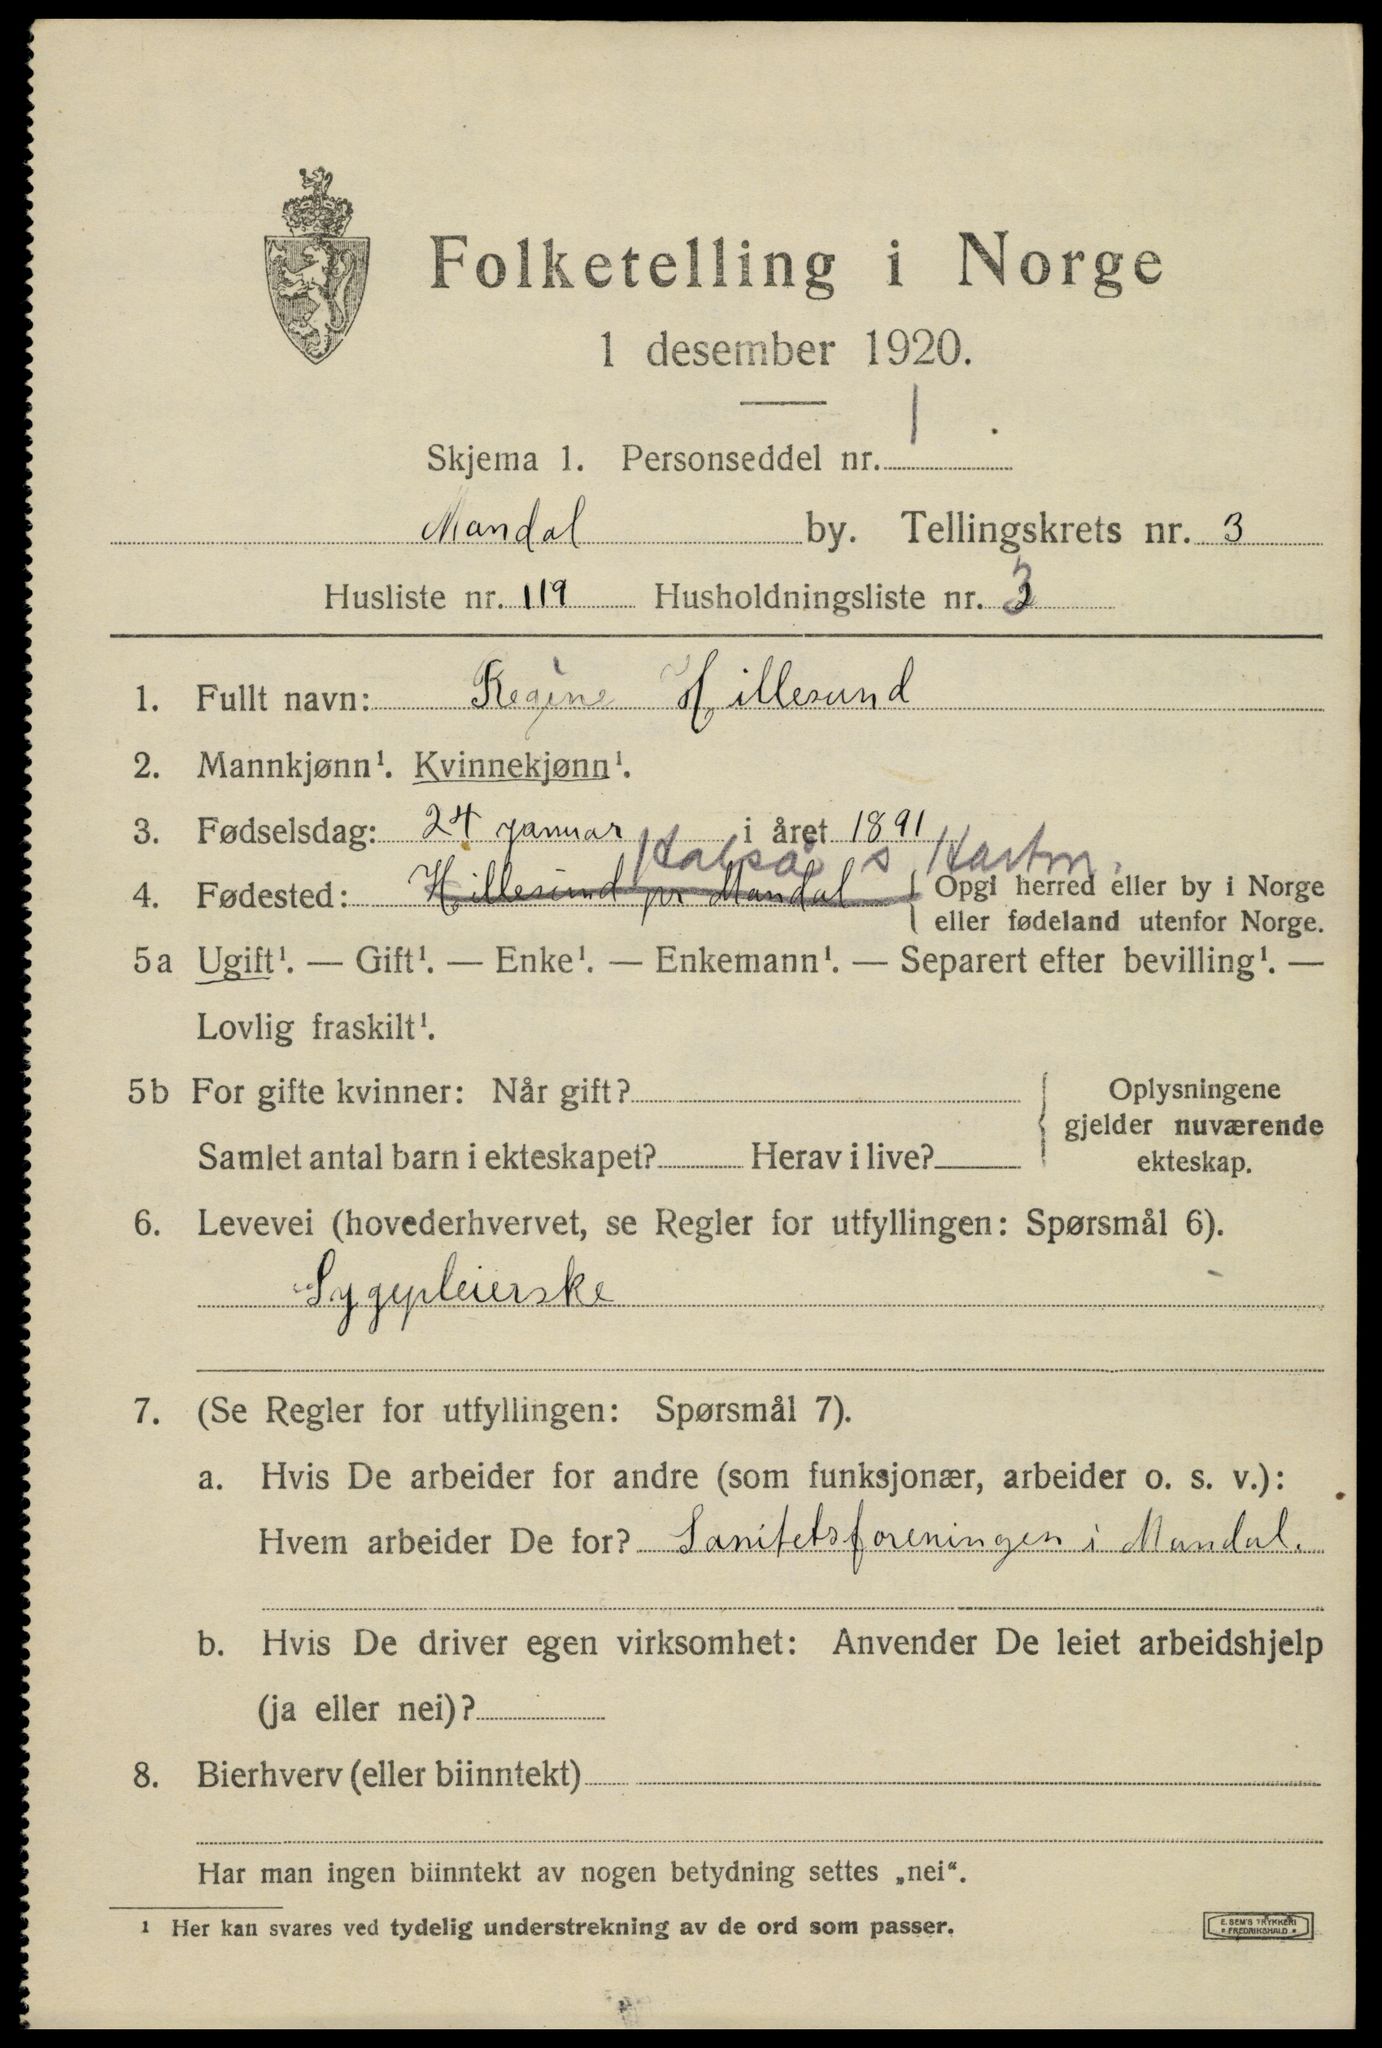 Folketelling i Norge
1 desember 1920.
Skjema 1. Personseddel nr. 1
Mandal by. Tellingskrets nr. 3
Husliste nr. 119 Husholdningsliste nr. 3
1. Fullt navn: Regine Hillesund
2. Mannkjønn¹. Kvinnekjønn¹.
3. Fødselsdag: 24 januar i året 1891
s
4. Fødested: Hillesund pr Mandal Opgi herred eller by i Norge
eller fødeland utenfor Norge.
5a Ugift¹. — Gift¹. — Enke¹. — Enkemann¹. — Separert efter bevilling¹. —
Lovlig fraskilt¹.
5b For gifte kvinner: Når gift? Oplysningene
gjelder nuværende
Samlet antal barn i ekteskapet? Herav i live? ekteskap.
6. Levevei (hovederhvervet, se Regler for utfyllingen: Spørsmål 6).
Sygepleierske
7. (Se Regler for utfyllingen: Spørsmål 7).
a. Hvis De arbeider for andre (som funksjonær, arbeider o. s. v.):
Hvem arbeider De for? Sanitetsforeningen i Mandal.
b. Hvis De driver egen virksomhet: Anvender De leiet arbeidshjelp
(ja eller nei)?
8. Bierhverv (eller biinntekt)
Har man ingen biinntekt av nogen betydning settes „nei“.
¹ Her kan svares ved tydelig understrekning av de ord som passer.
E. SEM'S TRYKKERI
* FREDRIKSHALD *